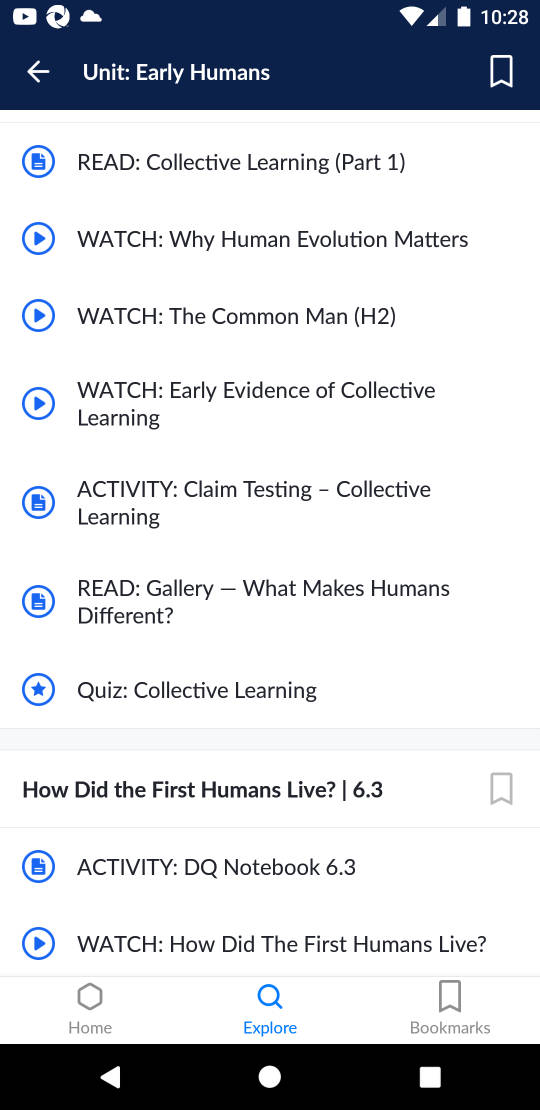 10:28
Unit: Early Humans
READ: Collective Learning (Part 1)
WATCH: Why Human Evolution Matters
WATCH: The Common Man (H2)
WATCH: Early Evidence of Collective
Learning
ACTIVITY: Claim Testing – Collective
Learning
READ: Gallery — What Makes Humans
Different?
Quiz: Collective Learning
How Did the First Humans Live? | 6.3
ACTIVITY: DQ Notebook 6.3
WATCH: How Did The First Humans Live?
Home
Explore
Bookmarks